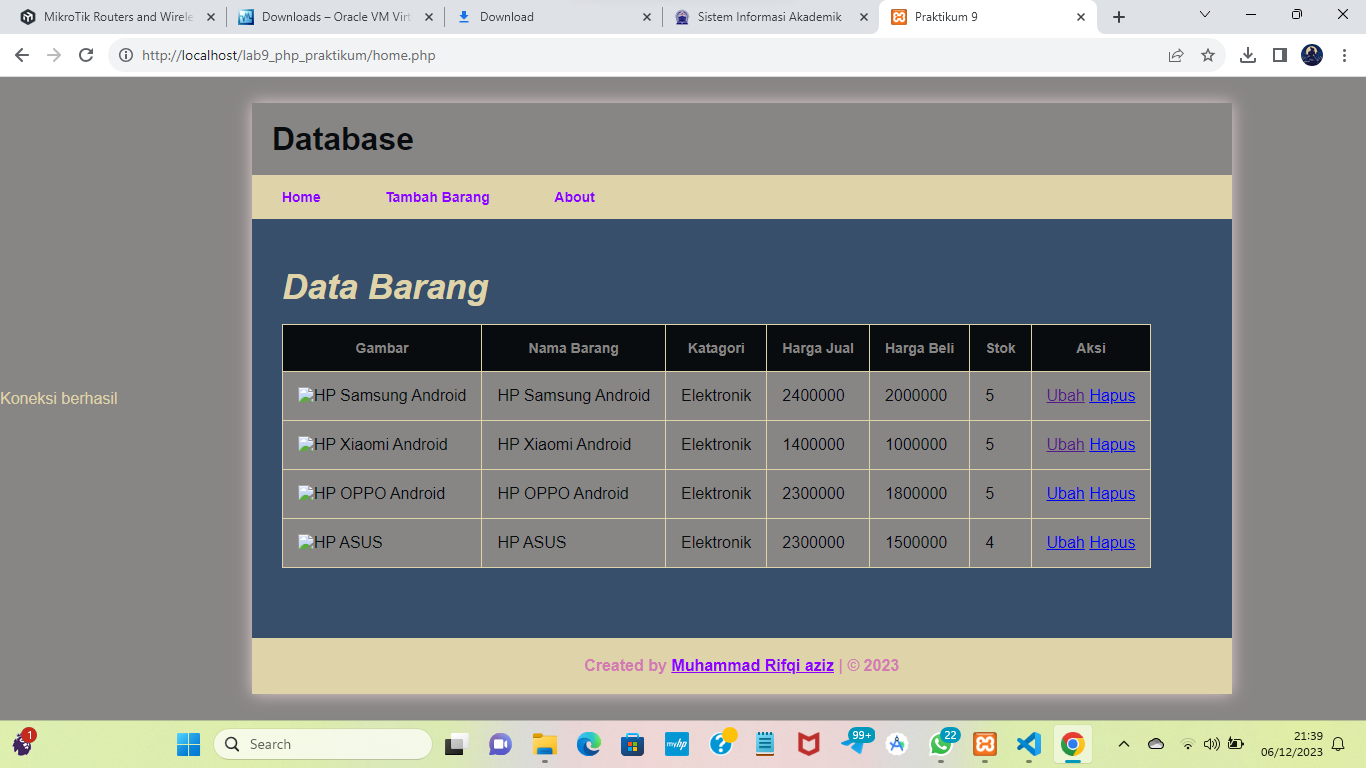 MikroTik Routers and Wirele
Downloads – Oracle VM Virt
Download
Sistem Informasi Akademik
Praktikum 9
http://localhost/lab9_php_praktikum/home.php
Database
Home Tambah Barang About
Data Barang
Gambar Nama Barang Katagori Harga Jual Harga Beli Stok Aksi
HP Samsung Android HP Samsung Android Elektronik 2400000 2000000 5 Ubah Hapus
Koneksi berhasil
HP Xiaomi Android HP Xiaomi Android Elektronik 1400000 1000000 5 Ubah Hapus
HP OPPO Android HP OPPO Android Elektronik 2300000 1800000 5 Ubah Hapus
HP ASUS HP ASUS Elektronik 2300000 1500000 4 Ubah Hapus
Created by Muhammad Rifqi aziz | © 2023
1
Search
myhp
99+
22
21:39
06/12/2023